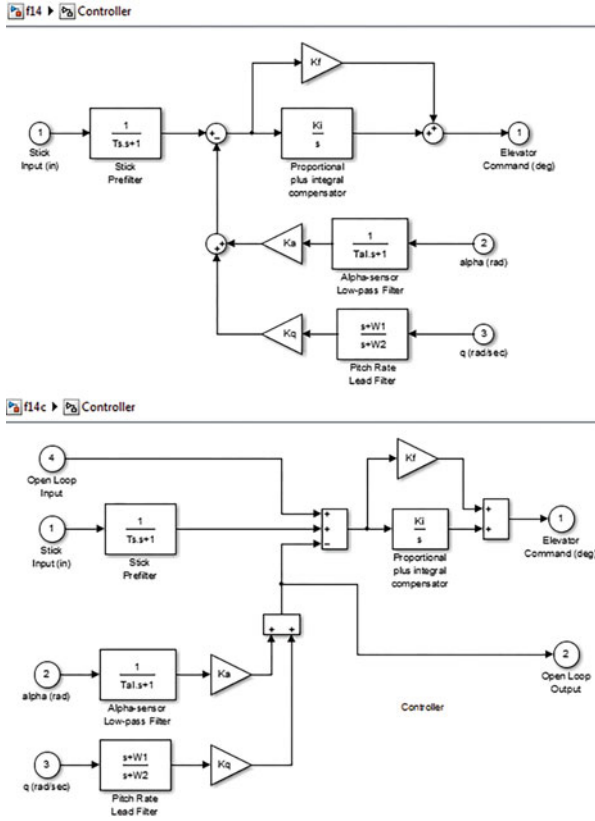 f14 ▶ Controller
Kf
1
Stick
Input (in)
1
Ts.s+1
Stick
Prefilter
+ −
Ki
s
Proportional
plus integral
compensator
+ +
1
Elevator
Command (deg)
+ +
Ka
1
Tal.s+1
Alpha-sensor
Low-pass Filter
2
alpha (rad)
Kq
s+W1
s+W2
Pitch Rate
Lead Filter
3
q (rad/sec)
f14c ▶ Controller
4
Open Loop
Input
Kf
1
Stick
Input (in)
1
Ts.s+1
Stick
Prefilter
+
+
−
Ki
s
Proportional
plus integral
compensator
+
+
1
Elevator
Command (deg)
+ +
2
Open Loop
Output
2
alpha (rad)
1
Tal.s+1
Alpha-sensor
Low-pass Filter
Ka
Controller
3
q (rad/sec)
s+W1
s+W2
Pitch Rate
Lead Filter
Kq